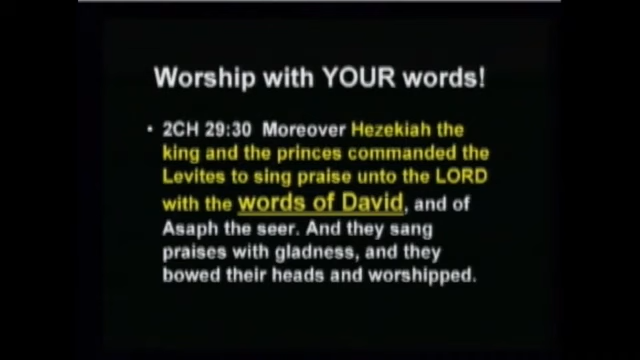 Worship with YOUR words!
• 2CH 29:30 Moreover Hezekiah the
king and the princes commanded the
Levites to sing praise unto the LORD
with the words of David, and of
Asaph the seer. And they sang
praises with gladness, and they
bowed their heads and worshipped.